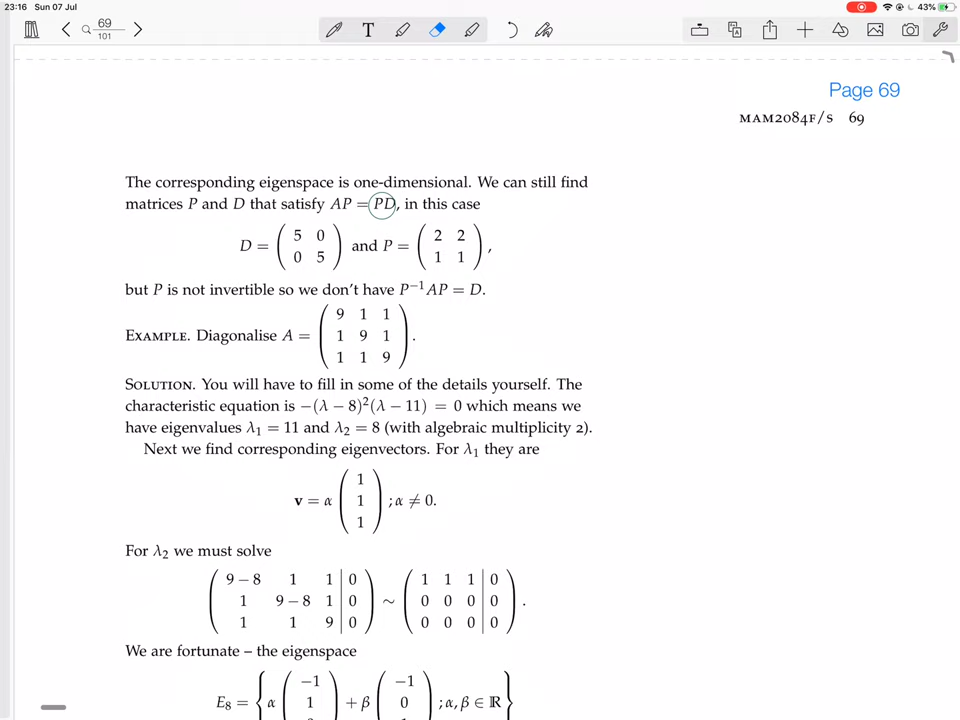 23:16 Sun 07 Jul
43%
69
101
T
Page 69
MAM2084F/S 69
The corresponding eigenspace is one-dimensional. We can still find
matrices P and D that satisfy AP = PD, in this case
D = ( 5 0 ; 0 5 ) and P = ( 2 2 ; 1 1 ),
but P is not invertible so we don't have P⁻¹AP = D.
9 1 1
EXAMPLE. Diagonalise A = ( 1 9 1 ).
1 1 9
SOLUTION. You will have to fill in some of the details yourself. The
characteristic equation is −(λ − 8)²(λ − 11) = 0 which means we
have eigenvalues λ₁ = 11 and λ₂ = 8 (with algebraic multiplicity 2).
Next we find corresponding eigenvectors. For λ₁ they are
1
v = α ( 1 ) ; α ≠ 0.
1
For λ₂ we must solve
9 − 8 1 1 | 0 1 1 1 | 0
( 1 9 − 8 1 | 0 ) ~ ( 0 0 0 | 0 ).
1 1 9 | 0 0 0 0 | 0
We are fortunate – the eigenspace
−1 −1
E₈ = { α ( 1 ) + β ( 0 ) ; α, β ∈ ℝ }